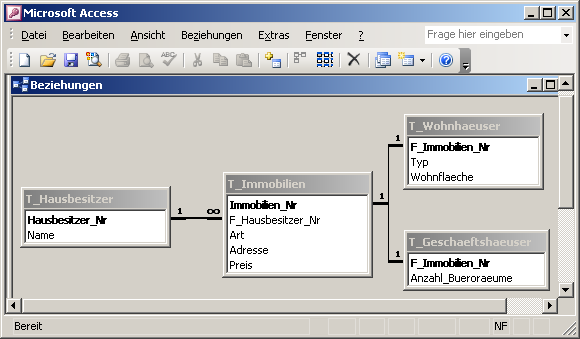 Microsoft Access
Datei Bearbeiten Ansicht Beziehungen Extras Fenster ? Frage hier eingeben
ABC
Beziehungen
T_Hausbesitzer
Hausbesitzer_Nr
Name
1 ∞
T_Immobilien
Immobilien_Nr
F_Hausbesitzer_Nr
Art
Adresse
Preis
1
1
T_Wohnhaeuser
F_Immobilien_Nr
Typ
Wohnflaeche
1
T_Geschaeftshaeuser
F_Immobilien_Nr
Anzahl_Bueroraeume
Bereit NF